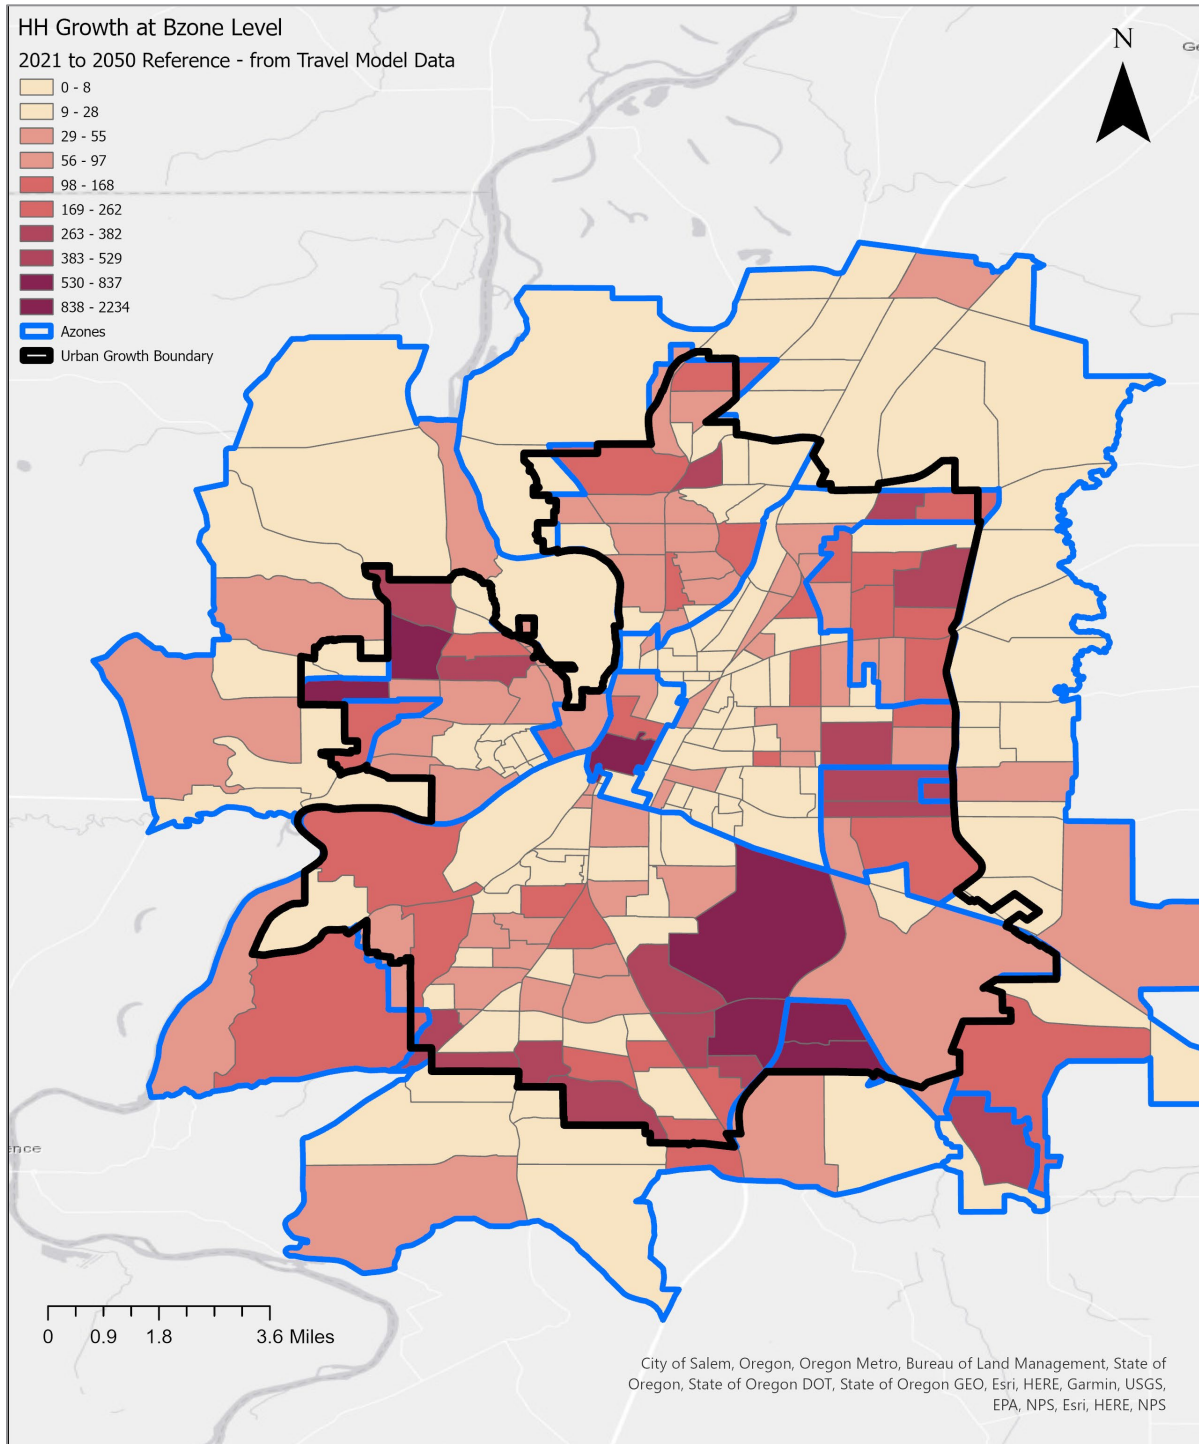 HH Growth at Bzone Level
2021 to 2050 Reference - from Travel Model Data
0 - 8
9 - 28
29 - 55
56 - 97
98 - 168
169 - 262
263 - 382
383 - 529
530 - 837
838 - 2234
Azones
Urban Growth Boundary
N
Ge
ence
0 0.9 1.8 3.6 Miles
City of Salem, Oregon, Oregon Metro, Bureau of Land Management, State of
Oregon, State of Oregon DOT, State of Oregon GEO, Esri, HERE, Garmin, USGS,
EPA, NPS, Esri, HERE, NPS